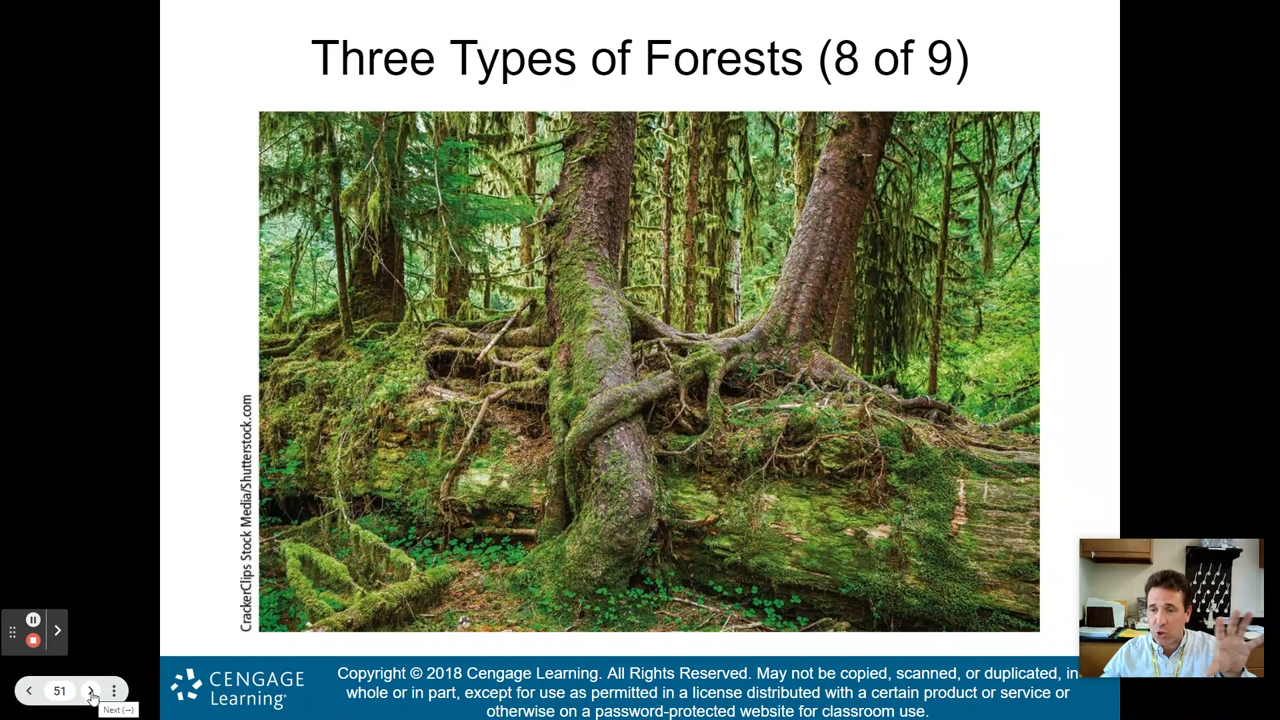 Three Types of Forests (8 of 9)
CrackerClips Stock Media/Shutterstock.com
CENGAGE
Learning®
Copyright © 2018 Cengage Learning. All Rights Reserved. May not be copied, scanned, or duplicated, in
whole or in part, except for use as permitted in a license distributed with a certain product or service or
otherwise on a password-protected website for classroom use.
51
Next (→)